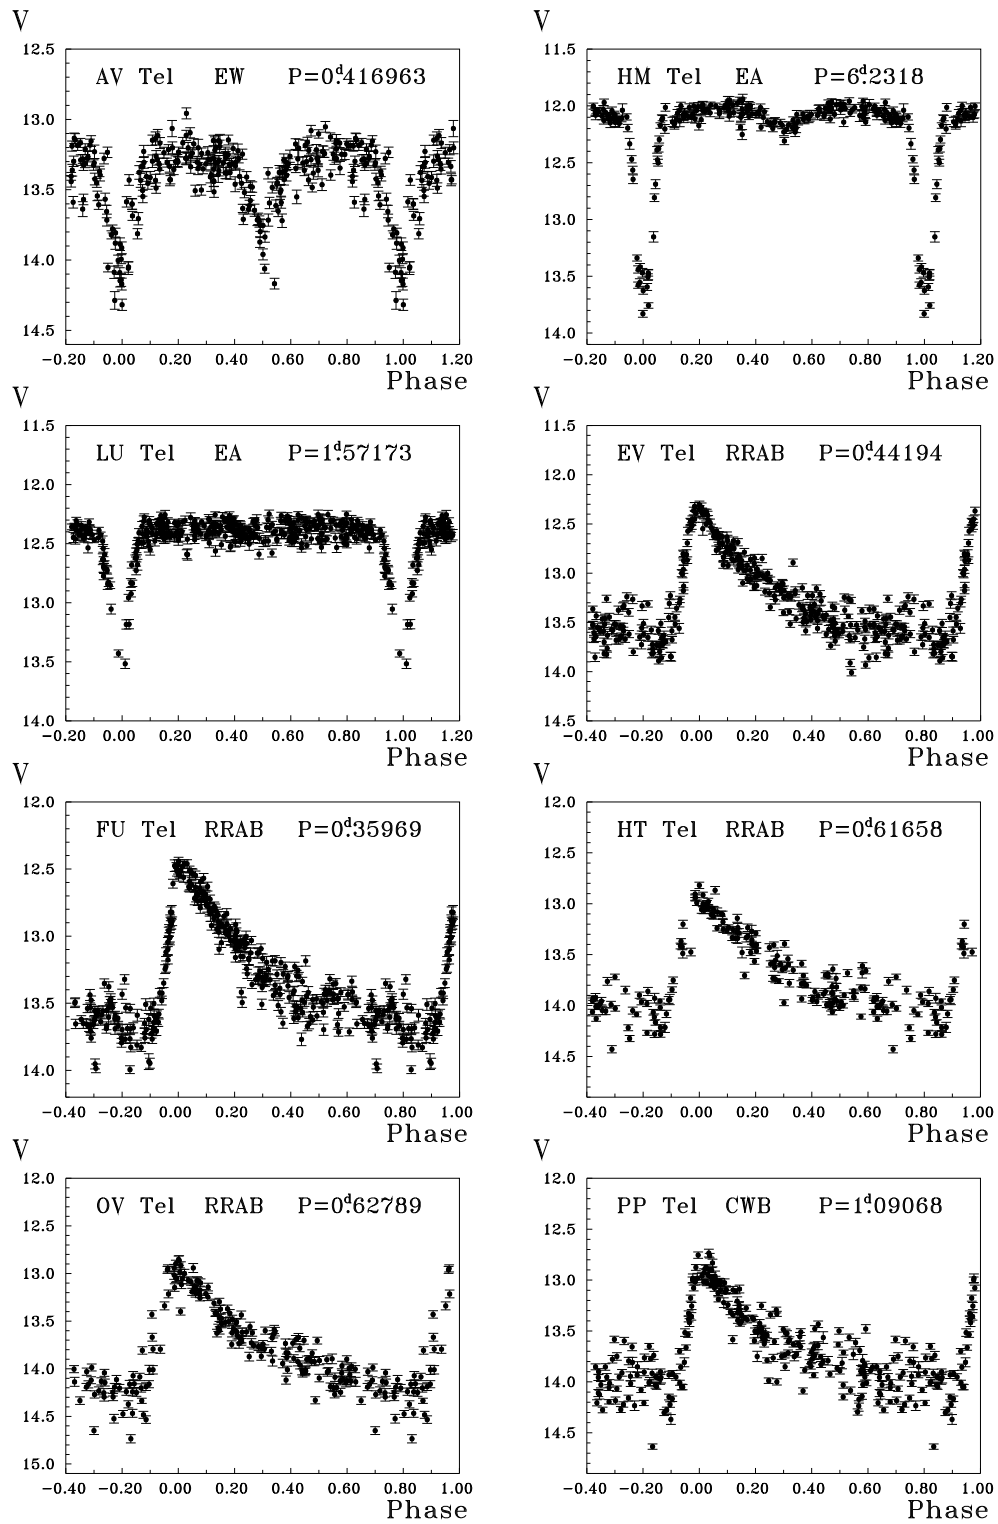 V
12.5
AV Tel EW P=0.ᵈ416963
13.0
13.5
14.0
14.5
-0.20 0.00 0.20 0.40 0.60 0.80 1.00 1.20
Phase
V
11.5
HM Tel EA P=6.ᵈ2318
12.0
12.5
13.0
13.5
14.0
-0.20 0.00 0.20 0.40 0.60 0.80 1.00 1.20
Phase
V
11.5
LU Tel EA P=1.ᵈ57173
12.0
12.5
13.0
13.5
14.0
-0.20 0.00 0.20 0.40 0.60 0.80 1.00 1.20
Phase
V
11.5
EV Tel RRAB P=0.ᵈ44194
12.0
12.5
13.0
13.5
14.0
14.5
-0.40 -0.20 0.00 0.20 0.40 0.60 0.80 1.00
Phase
V
12.0
FU Tel RRAB P=0.ᵈ35969
12.5
13.0
13.5
14.0
-0.40 -0.20 0.00 0.20 0.40 0.60 0.80 1.00
Phase
V
12.0
HT Tel RRAB P=0.ᵈ61658
12.5
13.0
13.5
14.0
14.5
-0.40 -0.20 0.00 0.20 0.40 0.60 0.80 1.00
Phase
V
12.0
OV Tel RRAB P=0.ᵈ62789
12.5
13.0
13.5
14.0
14.5
15.0
-0.40 -0.20 0.00 0.20 0.40 0.60 0.80 1.00
Phase
V
12.0
PP Tel CWB P=1.ᵈ09068
12.5
13.0
13.5
14.0
14.5
-0.40 -0.20 0.00 0.20 0.40 0.60 0.80 1.00
Phase